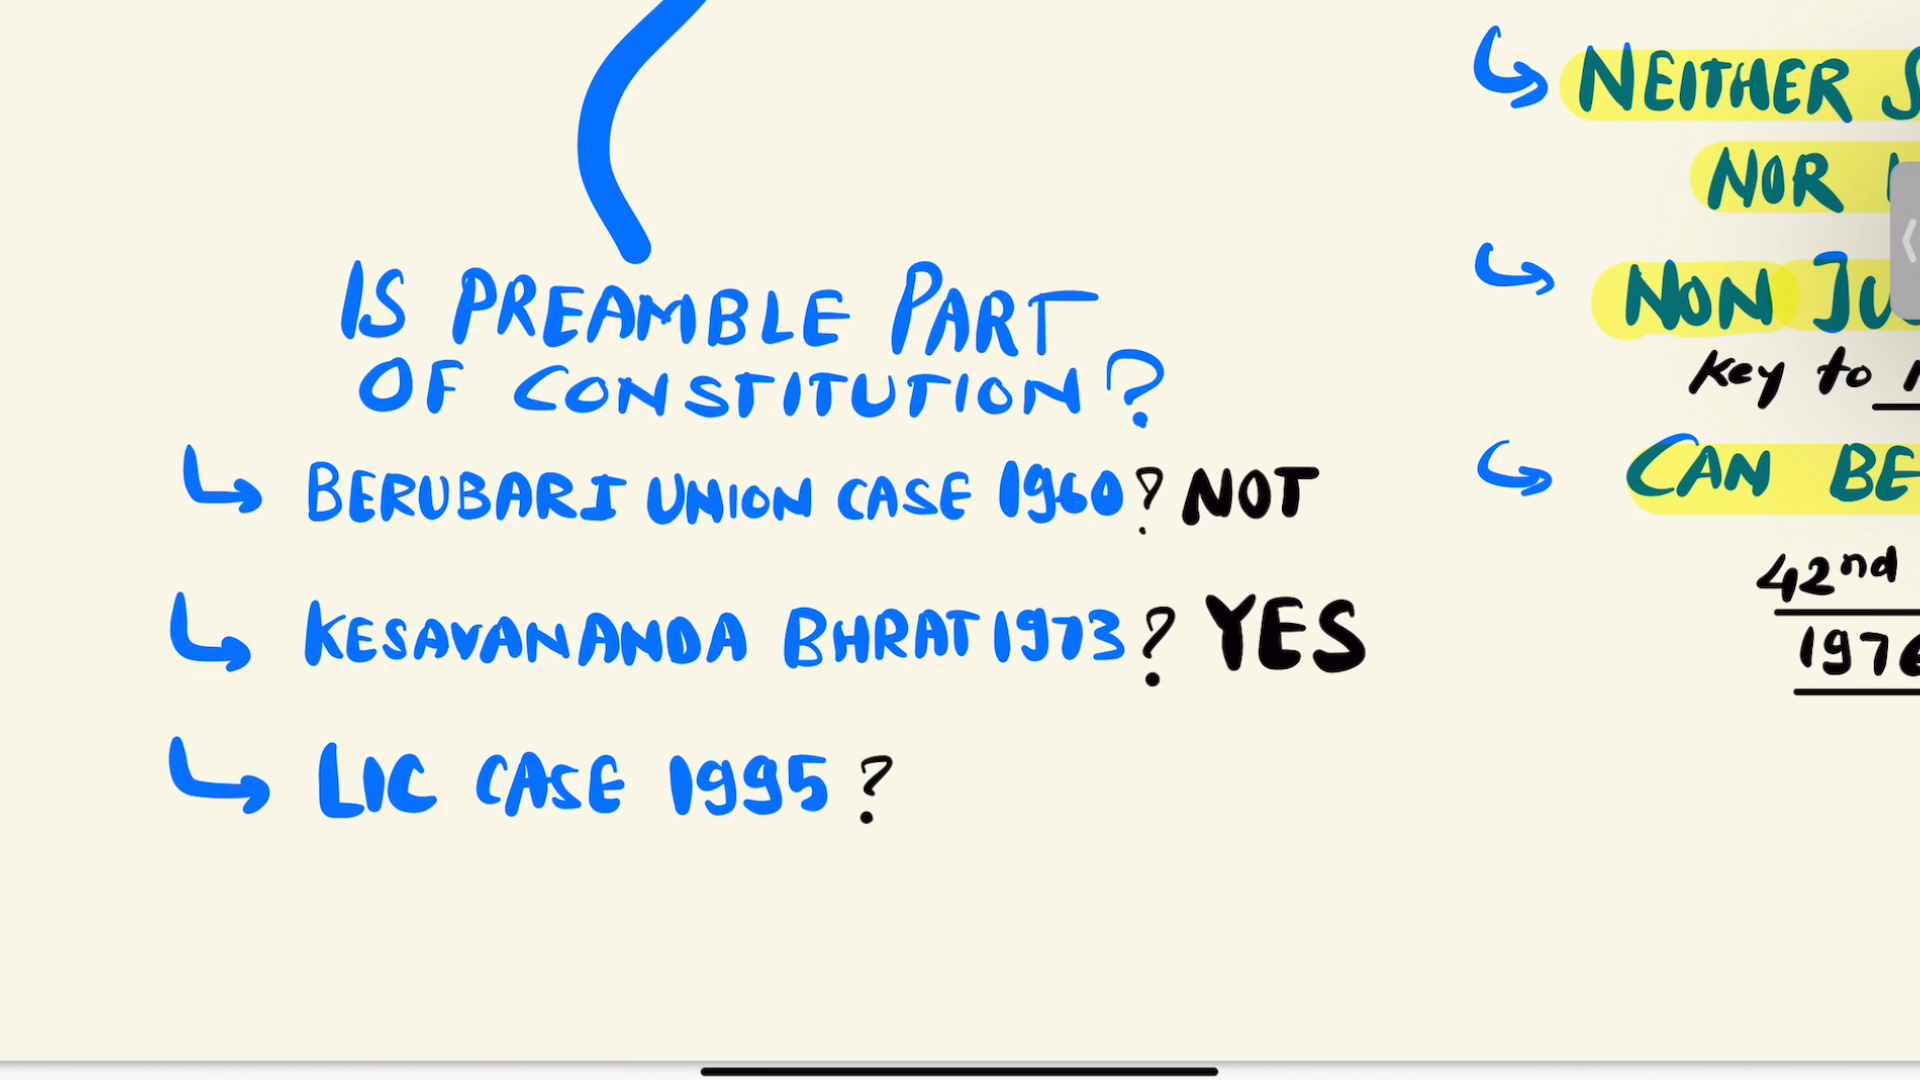 IS PREAMBLE PART
OF CONSTITUTION?
BERUBARI UNION CASE 1960? NOT
KESAVANANDA BHRAT 1973? YES
LIC CASE 1995?
NEITHER
NOR
NON
key to
CAN BE
42nd